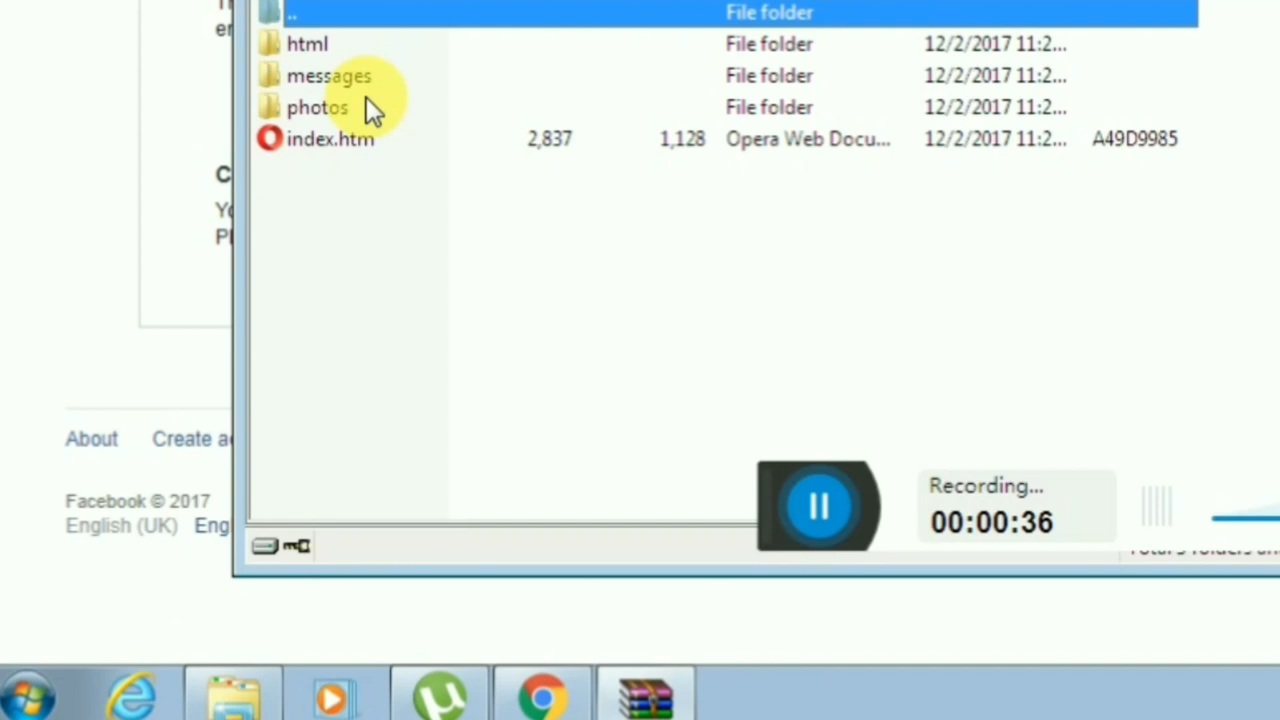 .. File folder
html File folder 12/2/2017 11:2...
messages File folder 12/2/2017 11:2...
photos File folder 12/2/2017 11:2...
index.htm 2,837 1,128 Opera Web Docu... 12/2/2017 11:2... A49D9985
About Create a
Facebook © 2017
English (UK) Eng
Recording...
00:00:36